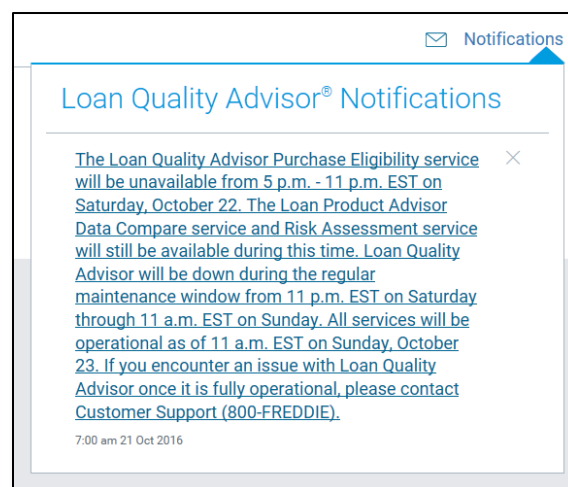 Notifications
Loan Quality Advisor® Notifications
The Loan Quality Advisor Purchase Eligibility service
will be unavailable from 5 p.m. - 11 p.m. EST on
Saturday, October 22. The Loan Product Advisor
Data Compare service and Risk Assessment service
will still be available during this time. Loan Quality
Advisor will be down during the regular
maintenance window from 11 p.m. EST on Saturday
through 11 a.m. EST on Sunday. All services will be
operational as of 11 a.m. EST on Sunday, October
23. If you encounter an issue with Loan Quality
Advisor once it is fully operational, please contact
Customer Support (800-FREDDIE).
7:00 am 21 Oct 2016